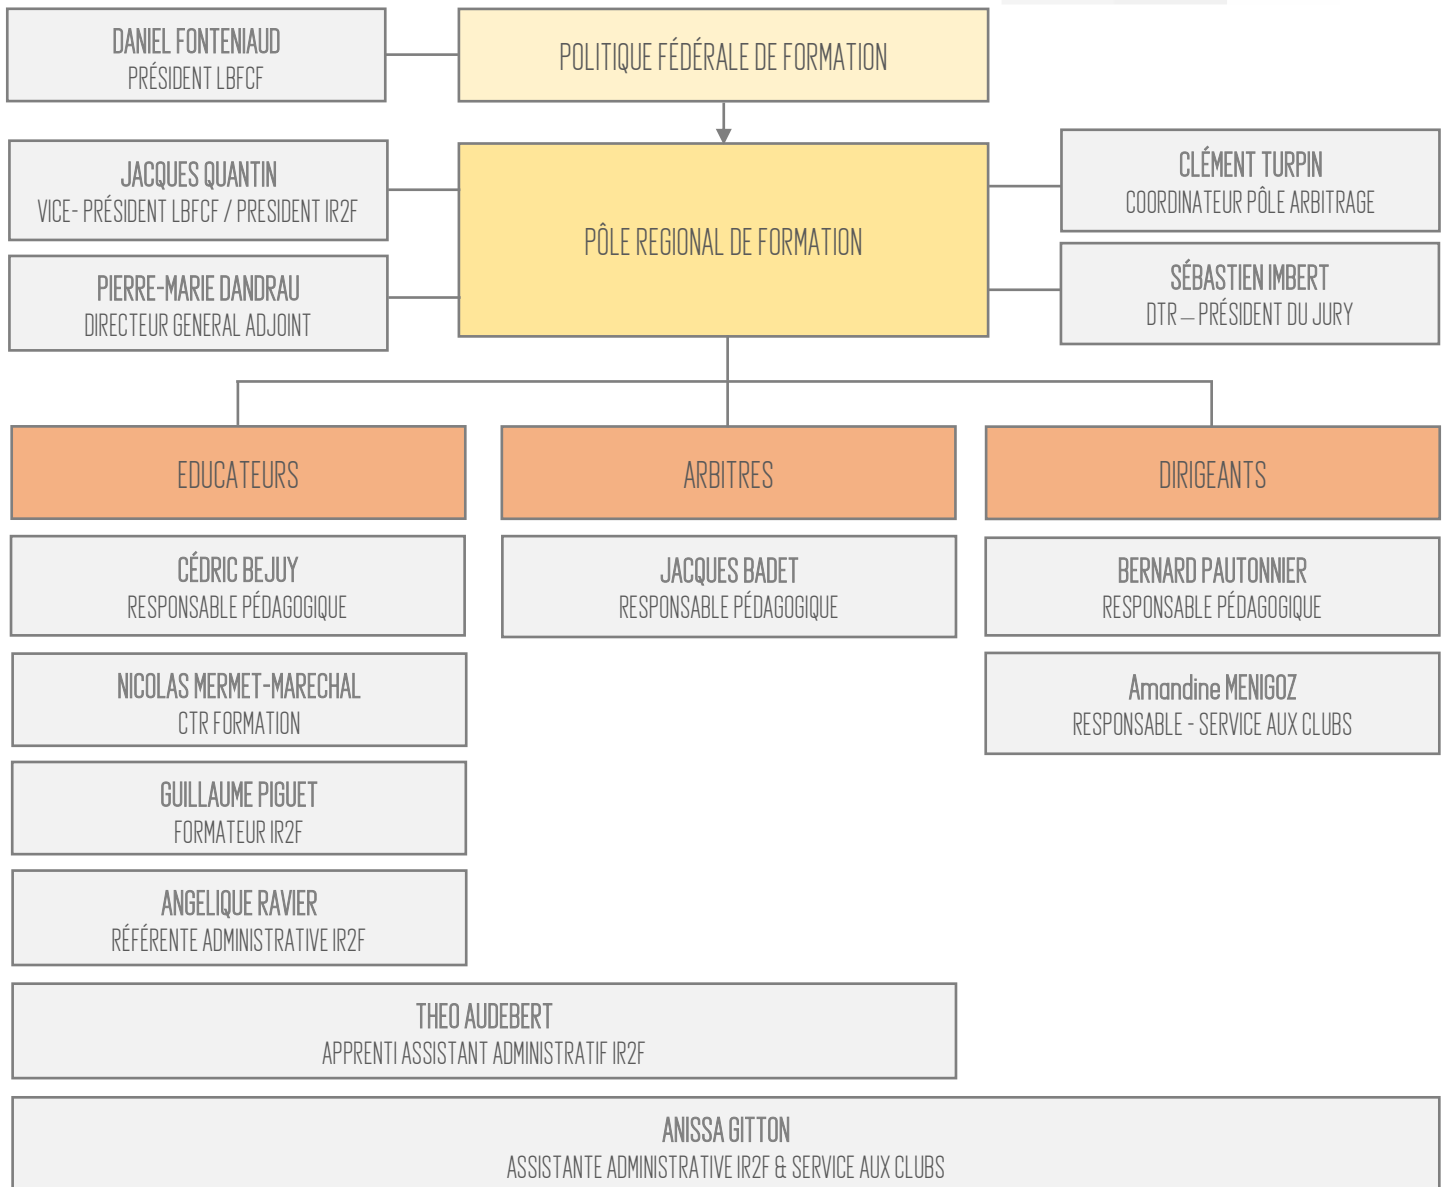 DANIEL FONTENIAUD
PRÉSIDENT LBFCF
POLITIQUE FÉDÉRALE DE FORMATION
JACQUES QUANTIN
VICE- PRÉSIDENT LBFCF / PRESIDENT IR2F
PIERRE-MARIE DANDRAU
DIRECTEUR GENERAL ADJOINT
PÔLE REGIONAL DE FORMATION
CLÉMENT TURPIN
COORDINATEUR PÔLE ARBITRAGE
SÉBASTIEN IMBERT
DTR – PRÉSIDENT DU JURY
EDUCATEURS
ARBITRES
DIRIGEANTS
CÉDRIC BEJUY
RESPONSABLE PÉDAGOGIQUE
JACQUES BADET
RESPONSABLE PÉDAGOGIQUE
BERNARD PAUTONNIER
RESPONSABLE PÉDAGOGIQUE
NICOLAS MERMET-MARECHAL
CTR FORMATION
Amandine MENIGOZ
RESPONSABLE - SERVICE AUX CLUBS
GUILLAUME PIGUET
FORMATEUR IR2F
ANGELIQUE RAVIER
RÉFÉRENTE ADMINISTRATIVE IR2F
THEO AUDEBERT
APPRENTI ASSISTANT ADMINISTRATIF IR2F
ANISSA GITTON
ASSISTANTE ADMINISTRATIVE IR2F & SERVICE AUX CLUBS